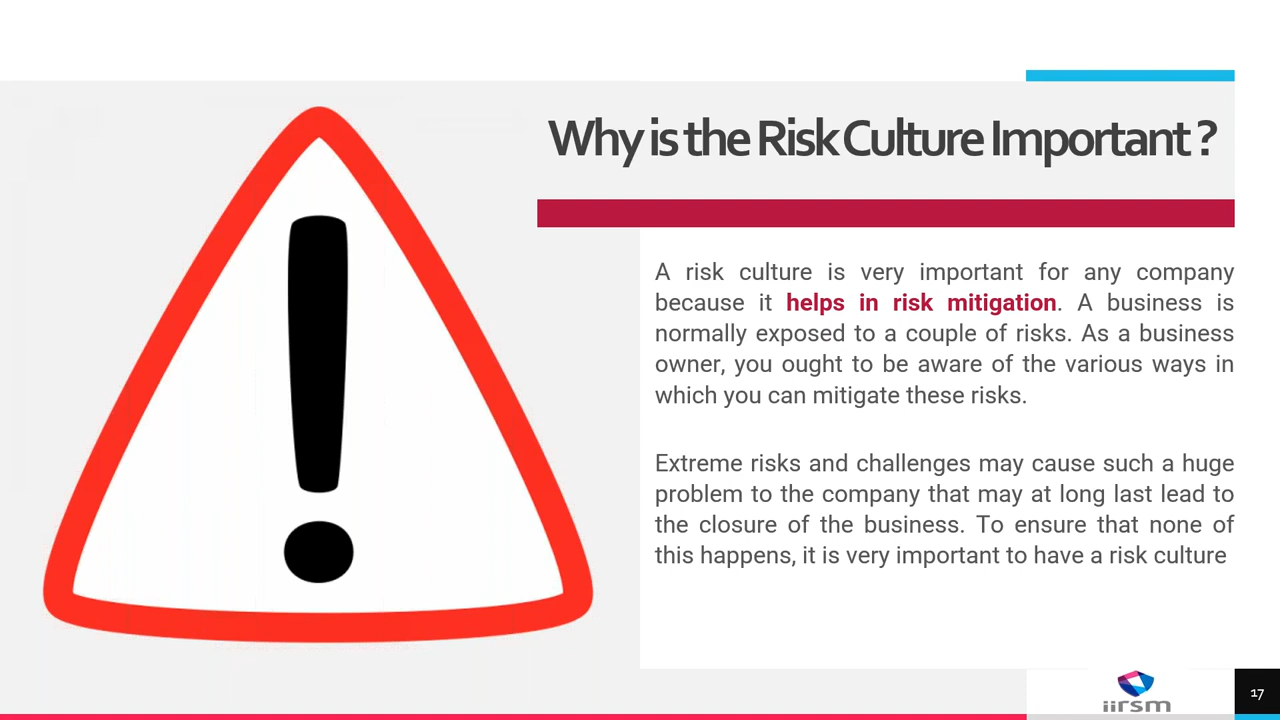 Why is the Risk Culture Important ?
A risk culture is very important for any company
because it helps in risk mitigation. A business is
normally exposed to a couple of risks. As a business
owner, you ought to be aware of the various ways in
which you can mitigate these risks.
Extreme risks and challenges may cause such a huge
problem to the company that may at long last lead to
the closure of the business. To ensure that none of
this happens, it is very important to have a risk culture
iirsm
17